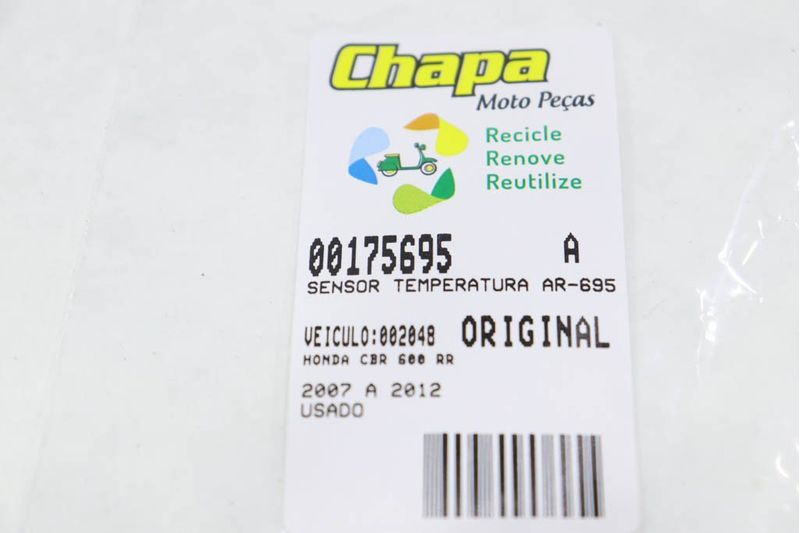 Chapa
Moto Peças
Recicle
Renove
Reutilize
00175695 A
SENSOR TEMPERATURA AR-695
VEICULO:002048 ORIGINAL
HONDA CBR 600 RR
2007 A 2012
USADO